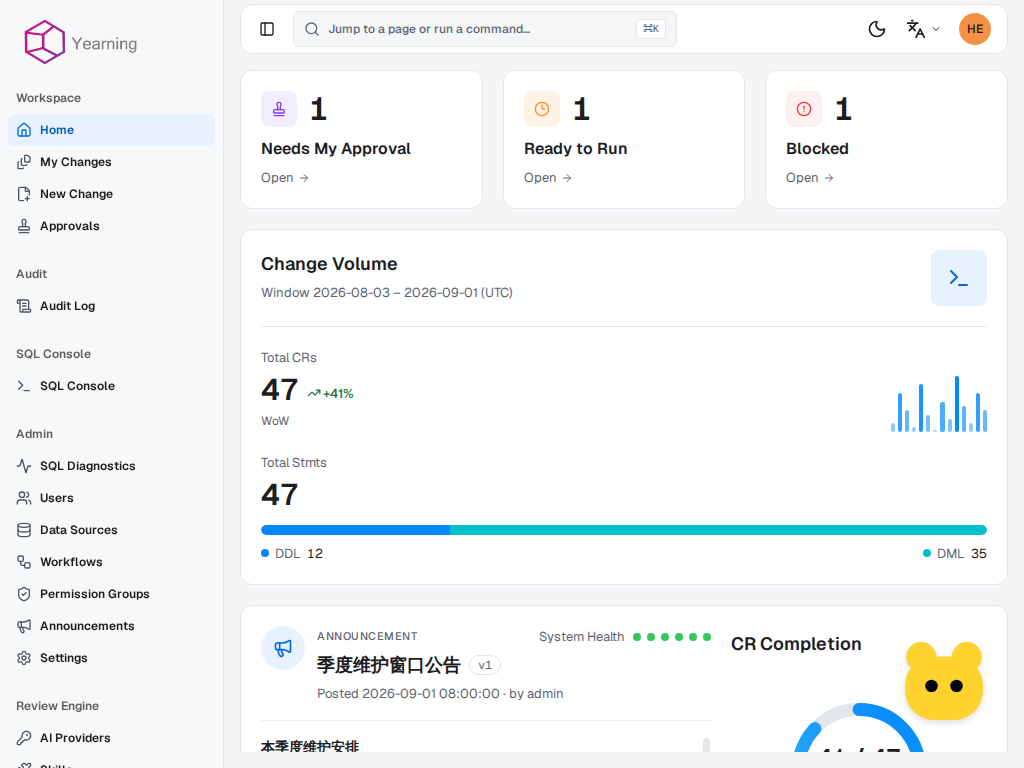 Yearning
Workspace
Home
My Changes
New Change
Approvals
Audit
Audit Log
SQL Console
SQL Console
Admin
SQL Diagnostics
Users
Data Sources
Workflows
Permission Groups
Announcements
Settings
Review Engine
AI Providers
Jump to a page or run a command...
⌘K
HE
1
Needs My Approval
Open →
1
Ready to Run
Open →
1
Blocked
Open →
Change Volume
Window 2026-08-03 – 2026-09-01 (UTC)
Total CRs
47 +41%
WoW
Total Stmts
47
DDL 12
DML 35
ANNOUNCEMENT
System Health
季度维护窗口公告 v1
Posted 2026-09-01 08:00:00 · by admin
本季度维护安排
CR Completion